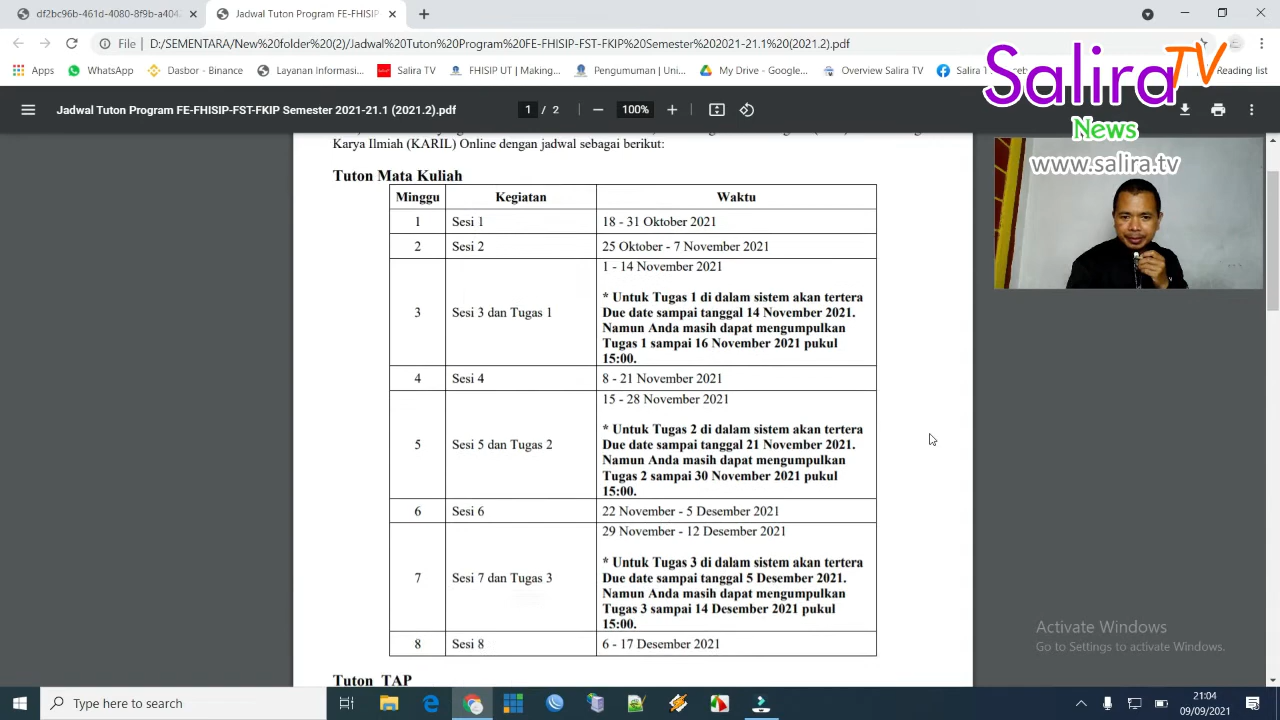 df2bc96b-461d-4080-8f9b-a404
Jadwal Tuton Program FE-FHISIP-
File
D:/SEMENTARA/New%20folder%20(2)/Jadwal%20Tuton%20Program%20FE-FHISIP-FST-FKIP%20Semester%202021-21.1%20(2021.2).pdf
Apps
WhatsApp
Dasbor - Binance
Layanan Informasi...
Salira TV
FHISIP UT | Making...
Pengumuman | Uni...
My Drive - Google...
Overview Salira TV
Reading list
Salira TV
News
www.salira.tv
Jadwal Tuton Program FE-FHISIP-FST-FKIP Semester 2021-21.1 (2021.2).pdf
1 / 2
100%
Karya Ilmiah (KARIL) Online dengan jadwal sebagai berikut:
Tuton Mata Kuliah
Minggu Kegiatan Waktu
1 Sesi 1 18 - 31 Oktober 2021
2 Sesi 2 25 Oktober - 7 November 2021
3 Sesi 3 dan Tugas 1 1 - 14 November 2021
* Untuk Tugas 1 di dalam sistem akan tertera
Due date sampai tanggal 14 November 2021.
Namun Anda masih dapat mengumpulkan
Tugas 1 sampai 16 November 2021 pukul
15:00.
4 Sesi 4 8 - 21 November 2021
5 Sesi 5 dan Tugas 2 15 - 28 November 2021
* Untuk Tugas 2 di dalam sistem akan tertera
Due date sampai tanggal 21 November 2021.
Namun Anda masih dapat mengumpulkan
Tugas 2 sampai 30 November 2021 pukul
15:00.
6 Sesi 6 22 November - 5 Desember 2021
7 Sesi 7 dan Tugas 3 29 November - 12 Desember 2021
* Untuk Tugas 3 di dalam sistem akan tertera
Due date sampai tanggal 5 Desember 2021.
Namun Anda masih dapat mengumpulkan
Tugas 3 sampai 14 Desember 2021 pukul
15:00.
8 Sesi 8 6 - 17 Desember 2021
Tuton TAP
Activate Windows
Go to Settings to activate Windows.
Type here to search
21:04
09/09/2021